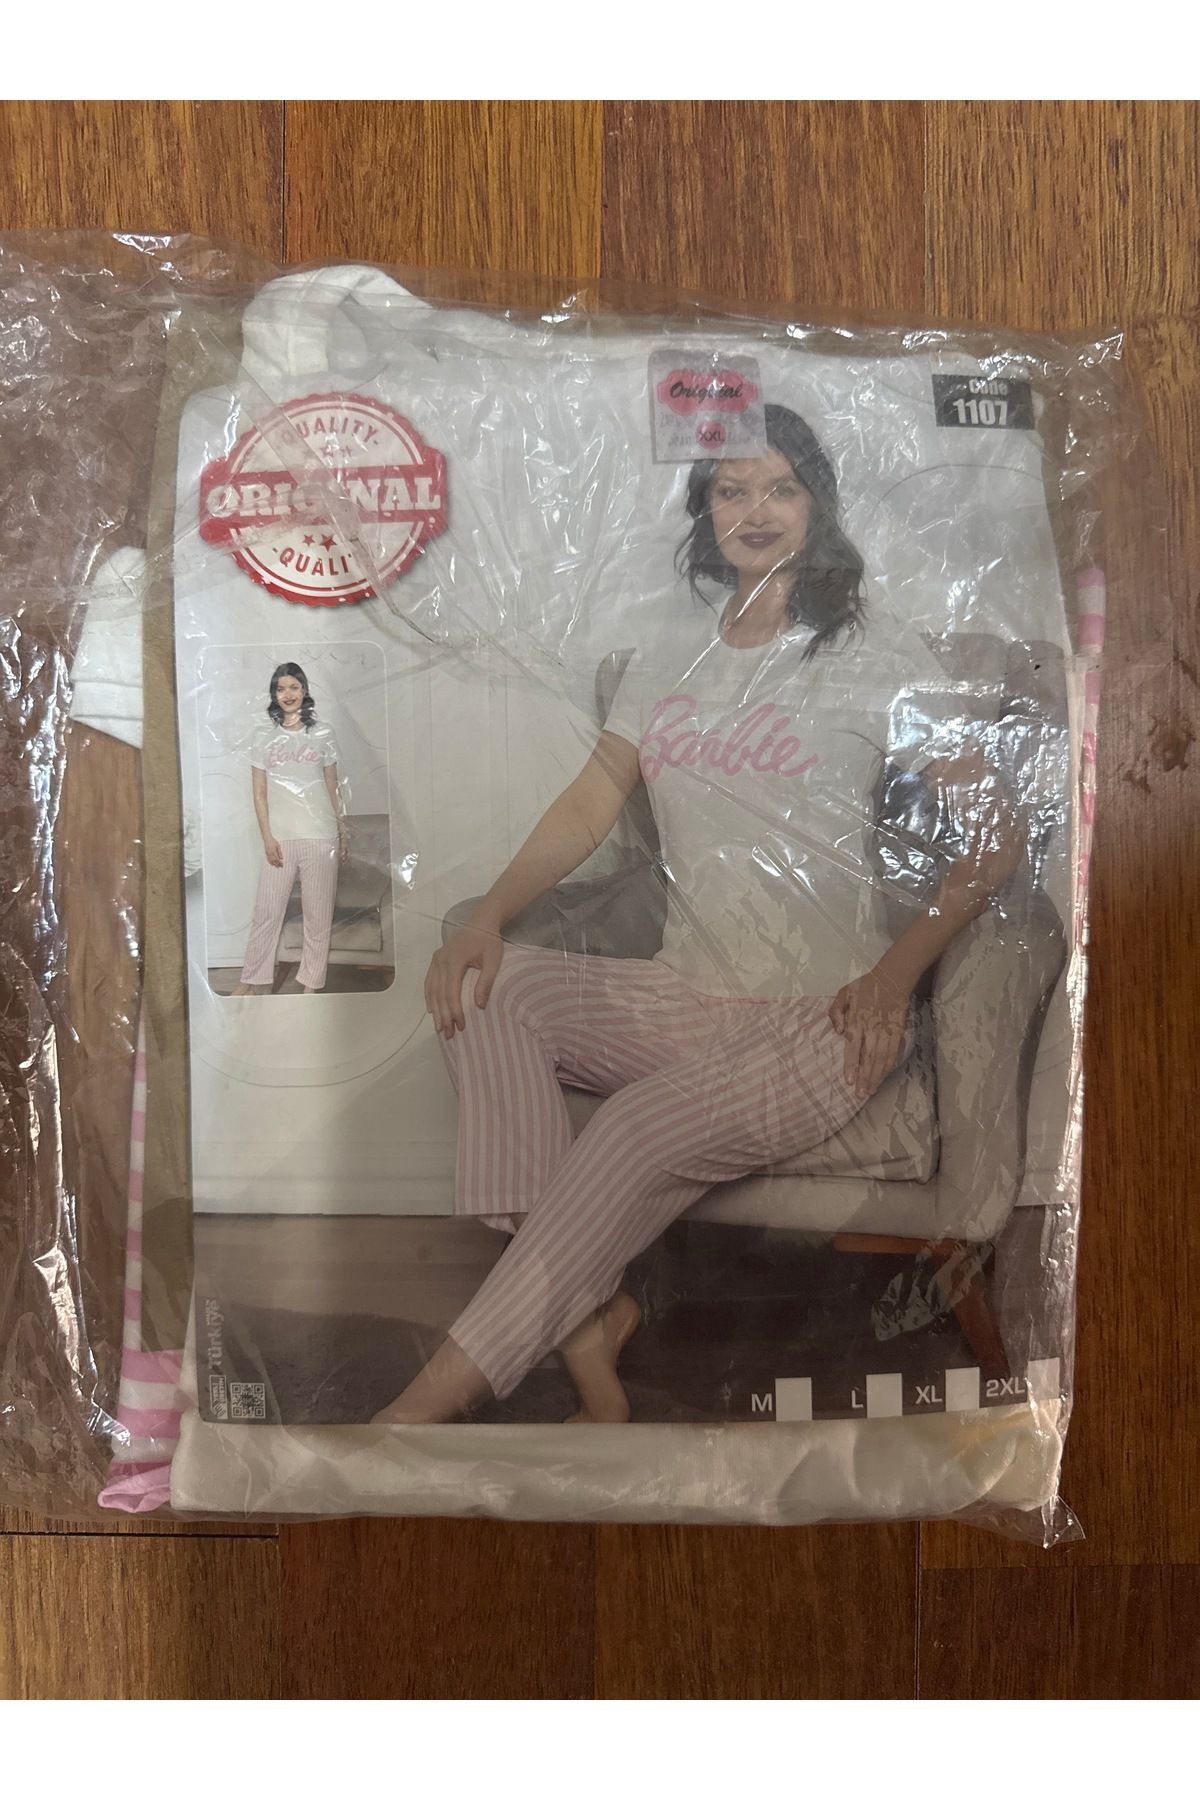 QUALITY
ORIGINAL
QUALITY
Original
XXL
Code
1107
Barbie
Barbie
Türkiye
M
L
XL
2XL